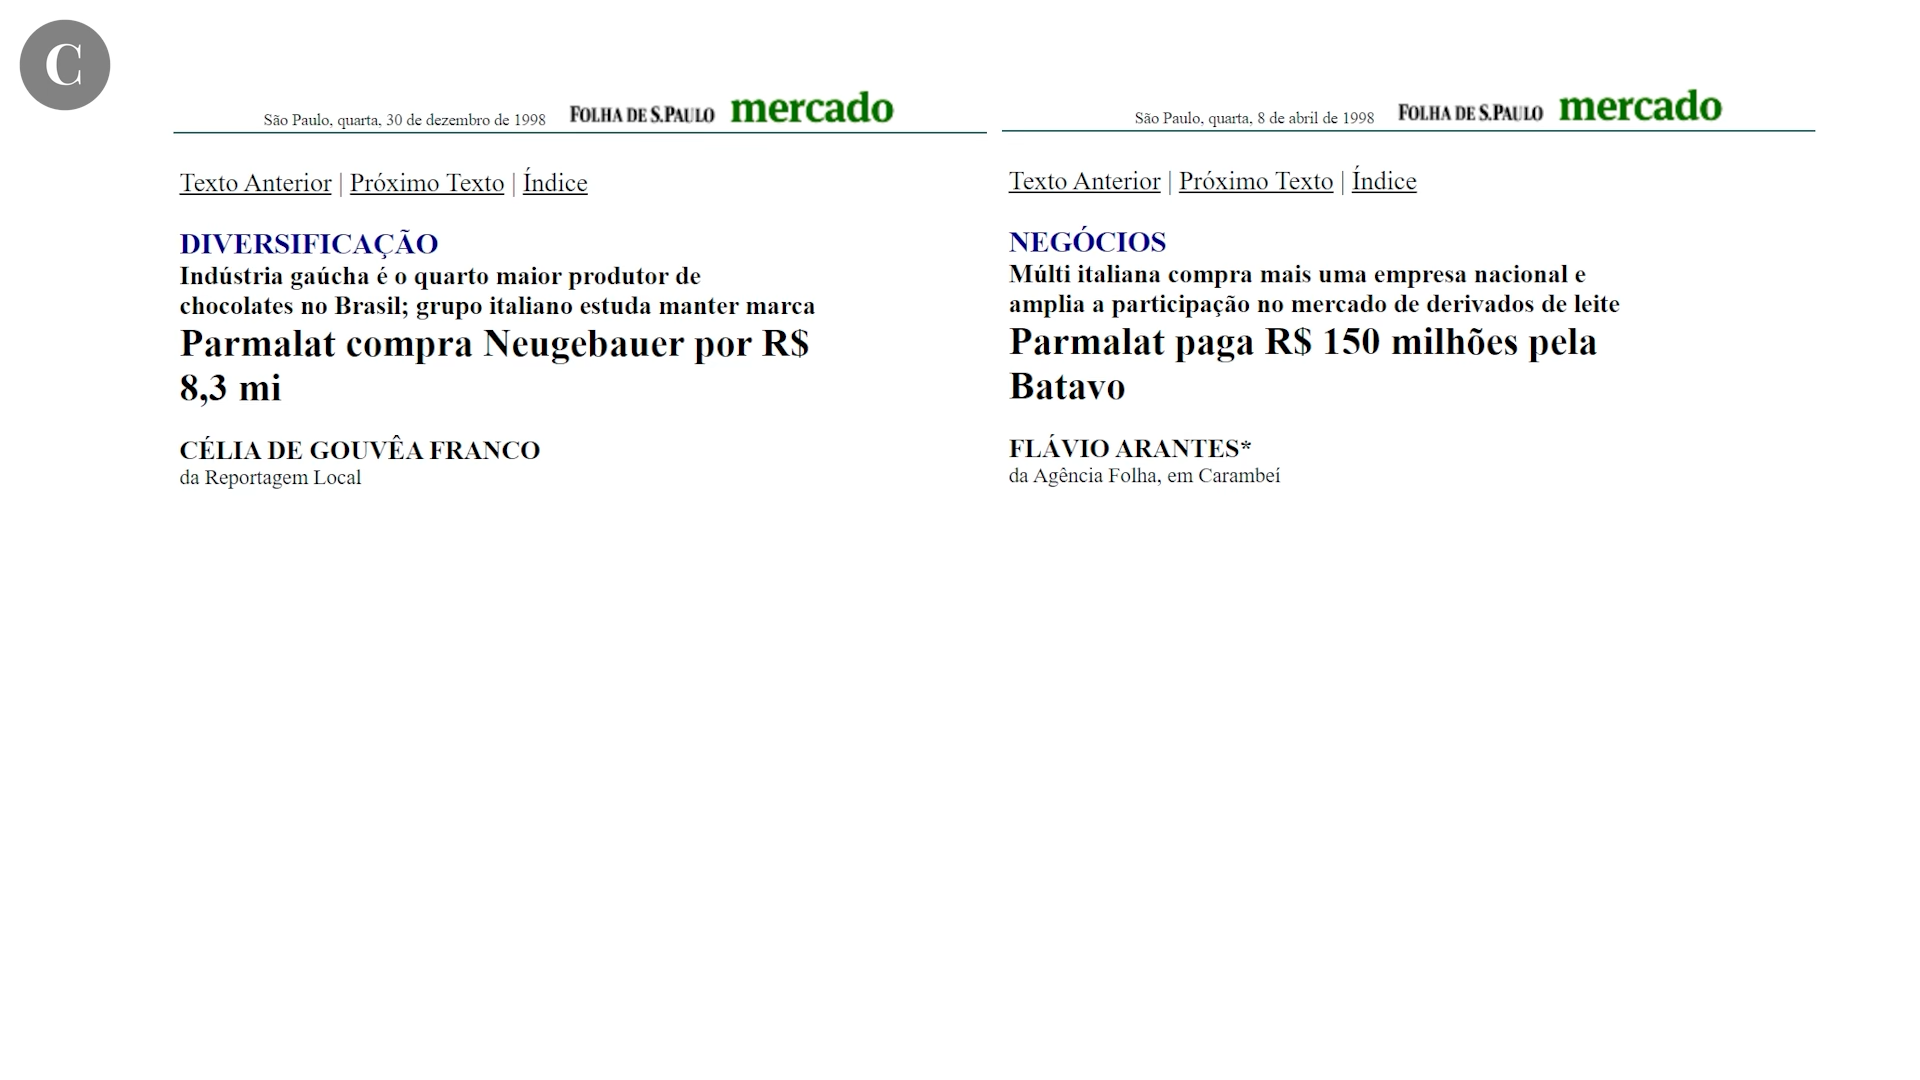 C
São Paulo, quarta, 30 de dezembro de 1998 FOLHA DE S.PAULO mercado
Texto Anterior | Próximo Texto | Índice
DIVERSIFICAÇÃO
Indústria gaúcha é o quarto maior produtor de
chocolates no Brasil; grupo italiano estuda manter marca
Parmalat compra Neugebauer por R$
8,3 mi
CÉLIA DE GOUVÊA FRANCO
da Reportagem Local
São Paulo, quarta, 8 de abril de 1998 FOLHA DE S.PAULO mercado
Texto Anterior | Próximo Texto | Índice
NEGÓCIOS
Múlti italiana compra mais uma empresa nacional e
amplia a participação no mercado de derivados de leite
Parmalat paga R$ 150 milhões pela
Batavo
FLÁVIO ARANTES*
da Agência Folha, em Carambeí